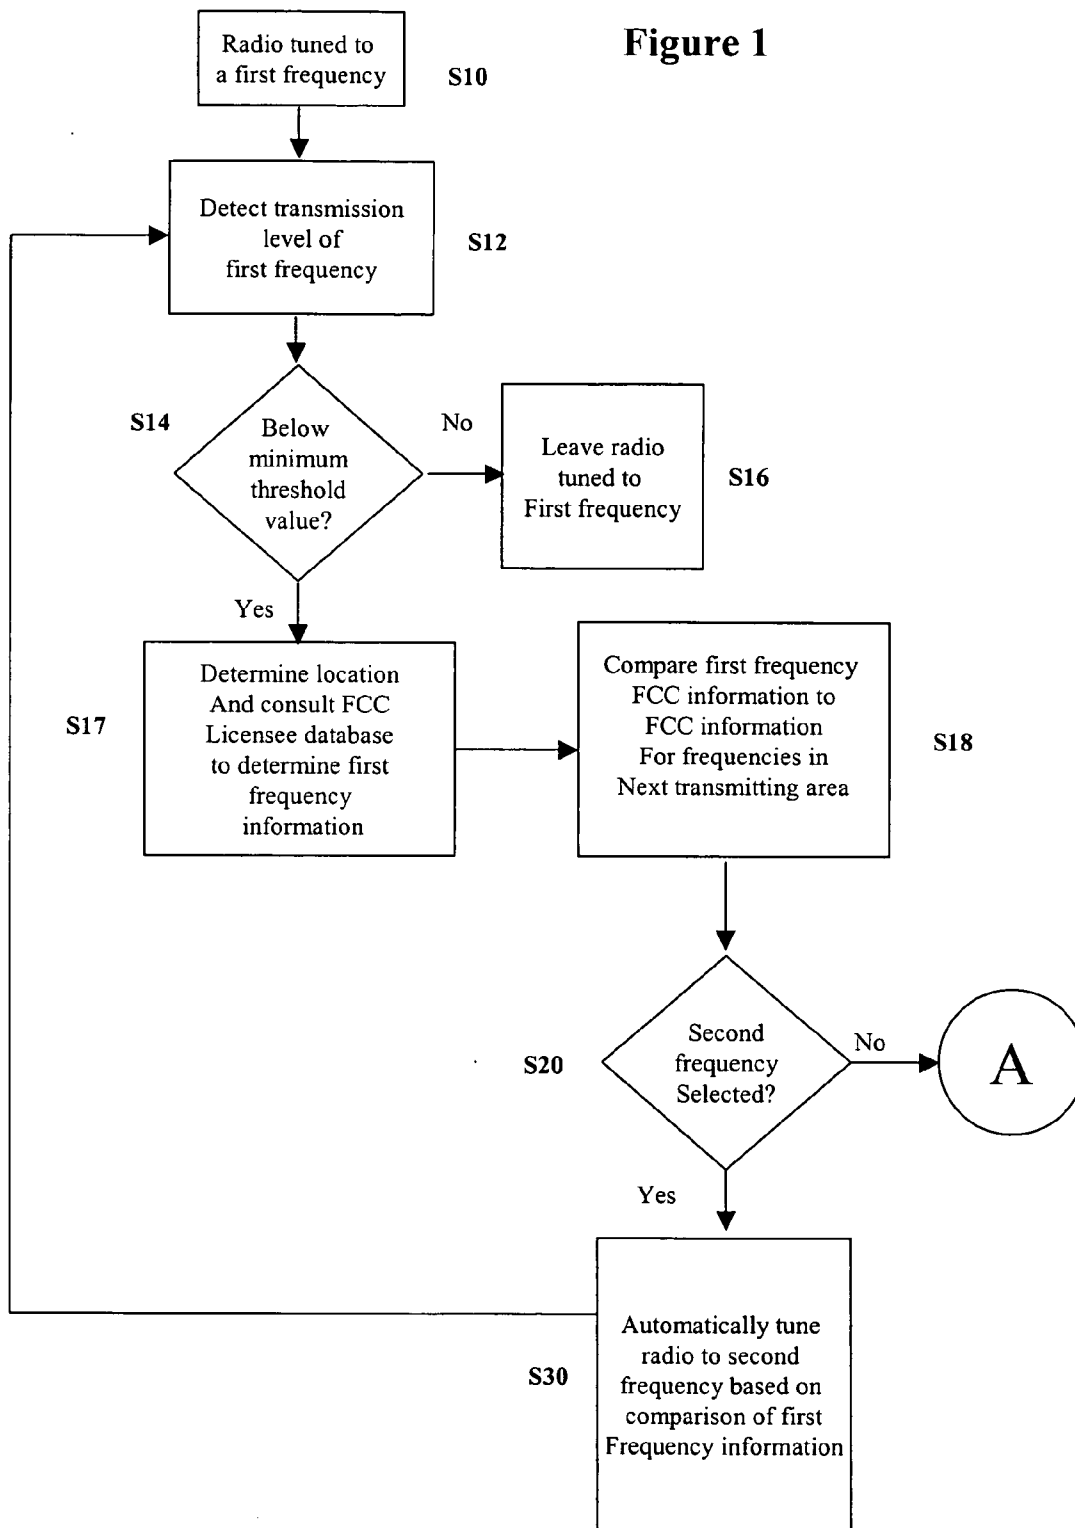 Figure 1
Radio tuned to
a first frequency
S10
Detect transmission
level of
first frequency
S12
S14
Below
minimum
threshold
value?
No
Leave radio
tuned to
First frequency
S16
Yes
S17
Determine location
And consult FCC
Licensee database
to determine first
frequency
information
Compare first frequency
FCC information to
FCC information
For frequencies in
Next transmitting area
S18
S20
Second
frequency
Selected?
No
A
Yes
S30
Automatically tune
radio to second
frequency based on
comparison of first
Frequency information